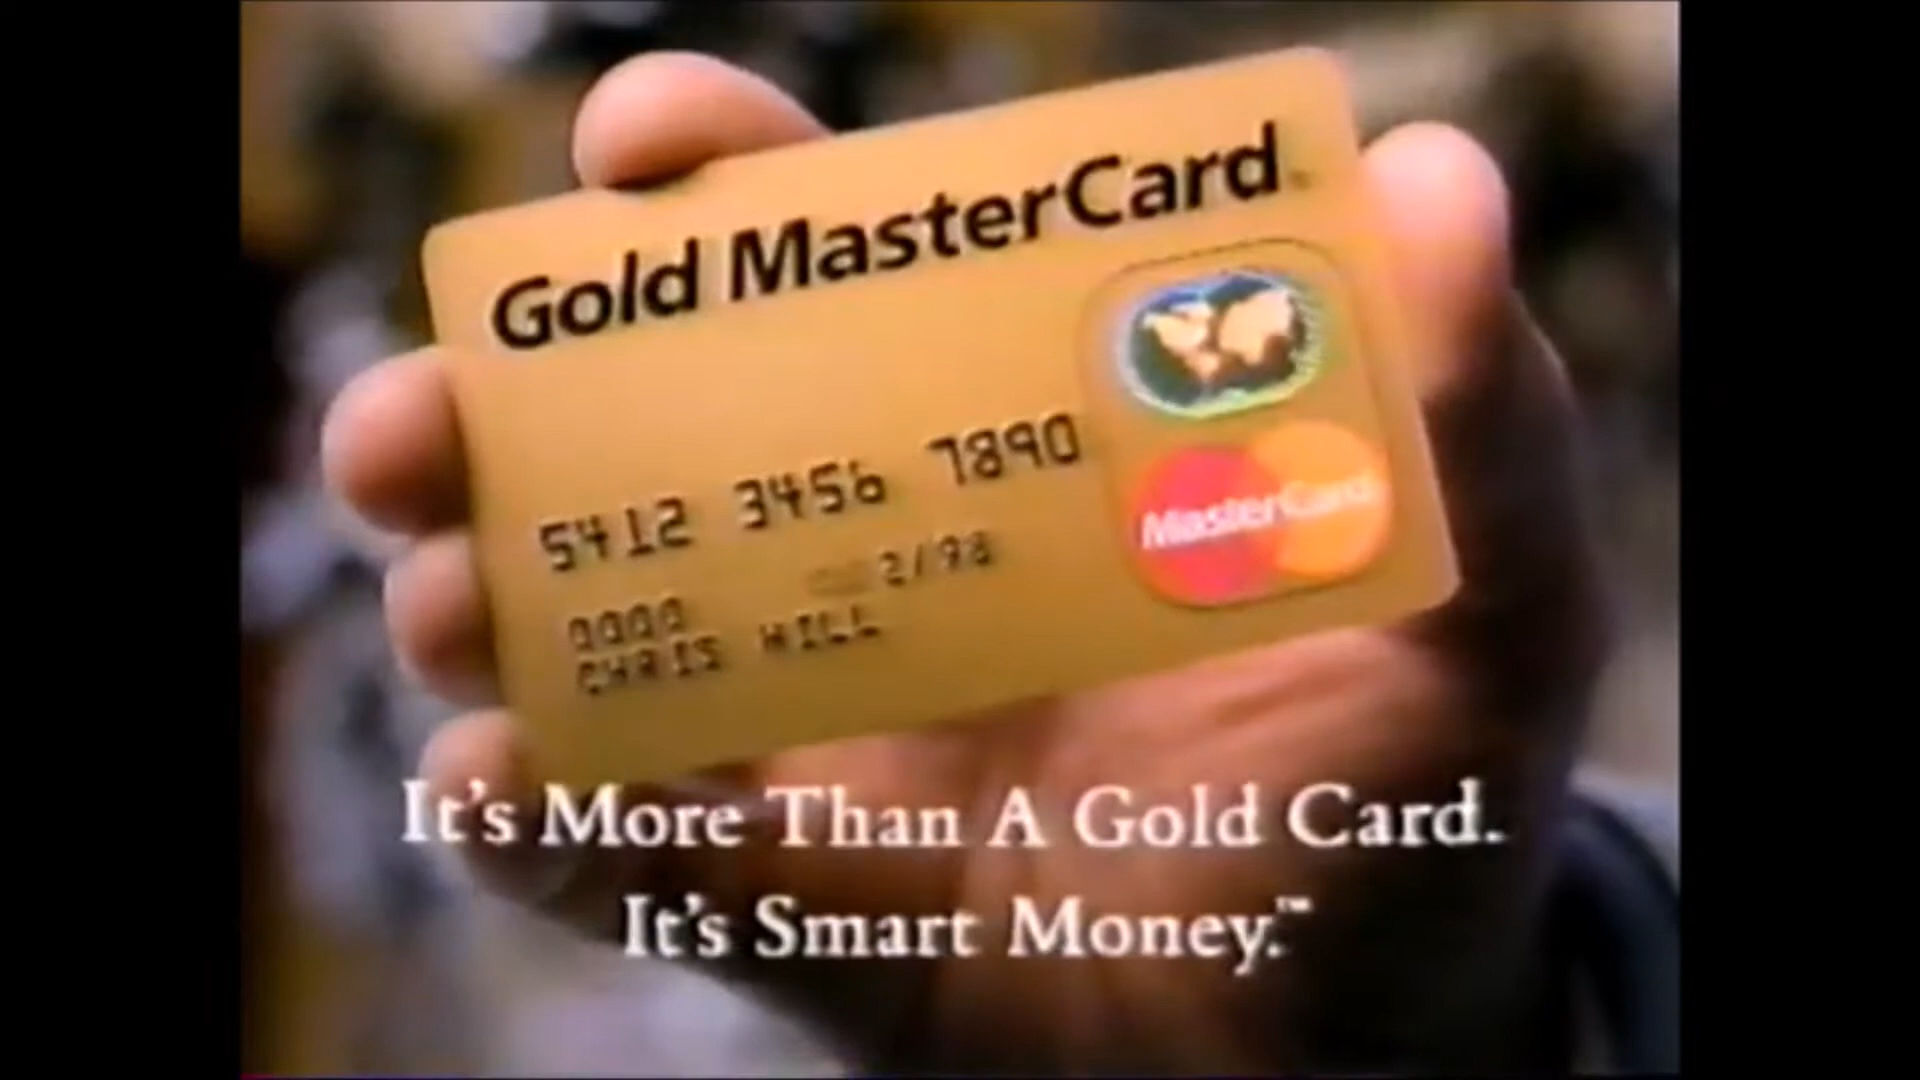 Gold MasterCard
5412 3456 7890
2/98
0000
CHRIS HILL
MasterCard
It's More Than A Gold Card.
It's Smart Money.™